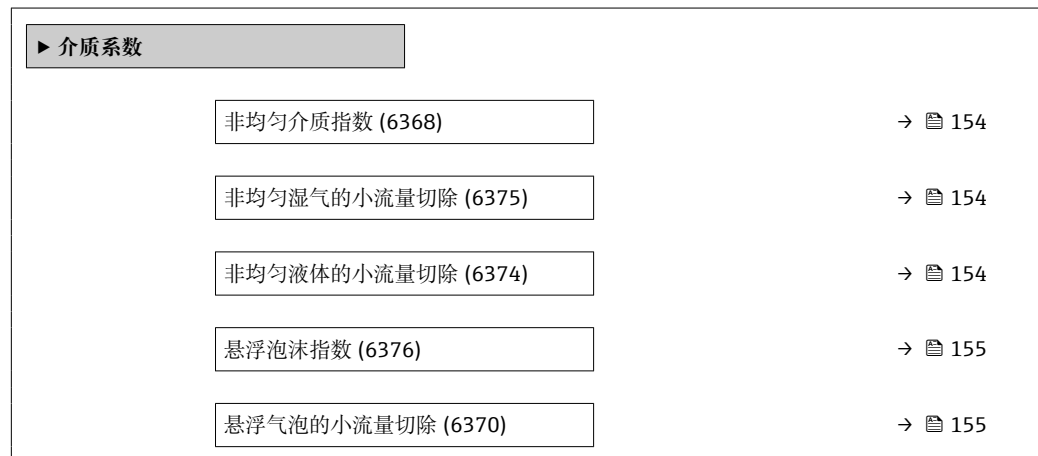 ▶ 介质系数
非均匀介质指数 (6368) → 🖹 154
非均匀湿气的小流量切除 (6375) → 🖹 154
非均匀液体的小流量切除 (6374) → 🖹 154
悬浮泡沫指数 (6376) → 🖹 155
悬浮气泡的小流量切除 (6370) → 🖹 155